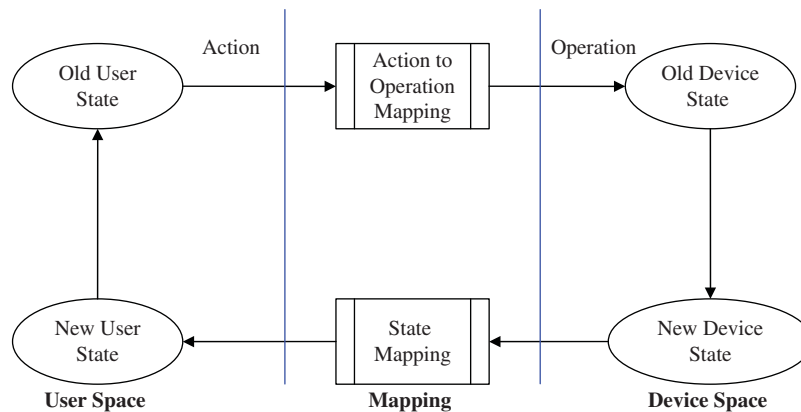 Action
Operation
Old User
State
Action to
Operation
Mapping
Old Device
State
New User
State
State
Mapping
New Device
State
User Space
Mapping
Device Space